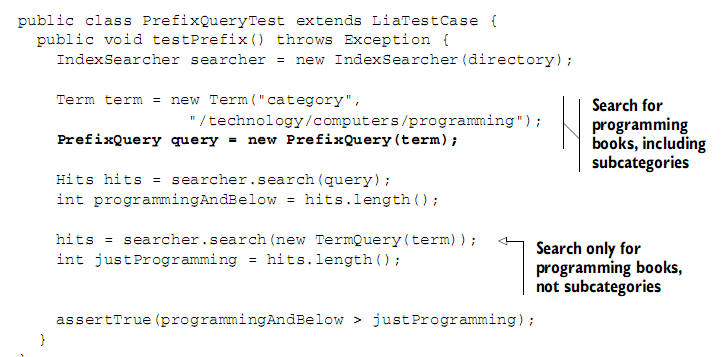 public class PrefixQueryTest extends LiaTestCase {
public void testPrefix() throws Exception {
IndexSearcher searcher = new IndexSearcher(directory);
Term term = new Term("category",
"/technology/computers/programming");
PrefixQuery query = new PrefixQuery(term);
Search for
programming
books, including
subcategories
Hits hits = searcher.search(query);
int programmingAndBelow = hits.length();
hits = searcher.search(new TermQuery(term));
int justProgramming = hits.length();
Search only for
programming books,
not subcategories
assertTrue(programmingAndBelow > justProgramming);
}